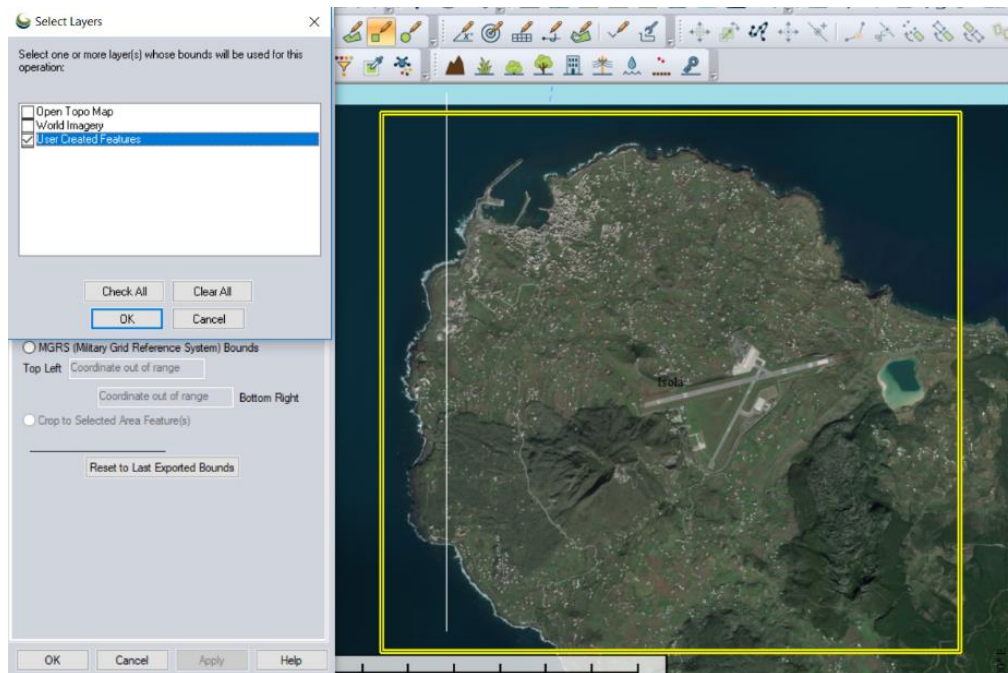 Select Layers
Select one or more layer(s) whose bounds will be used for this
operation:
Open Topo Map
World Imagery
User Created Features
Check All
Clear All
OK
Cancel
MGRS (Military Grid Reference System) Bounds
Top Left
Coordinate out of range
Coordinate out of range
Bottom Right
Crop to Selected Area Feature(s)
Reset to Last Exported Bounds
OK
Cancel
Apply
Help
Isola